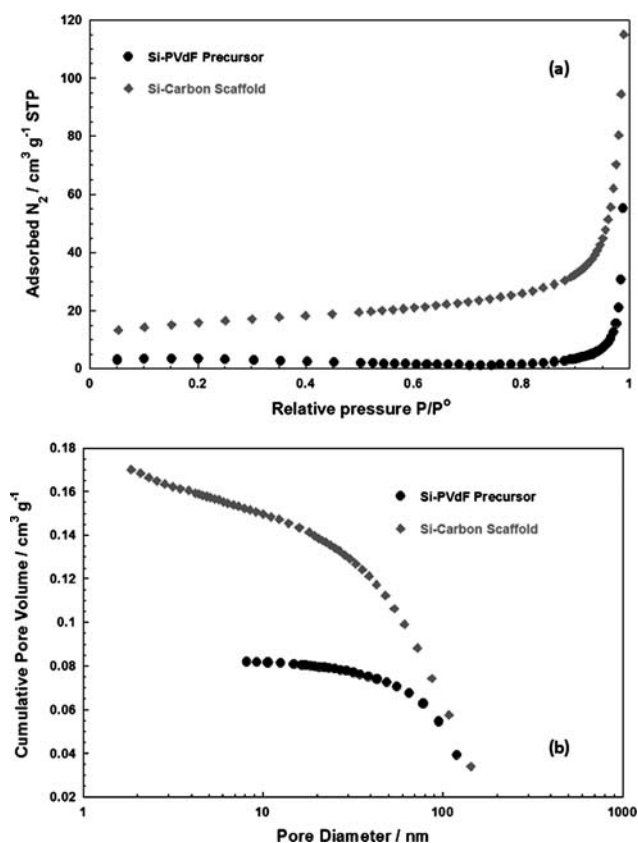 120
Si-PVdF Precursor
(a)
100
Si-Carbon Scaffold
80
60
40
20
0
Adsorbed N2 / cm3 g-1 STP
0 0.2 0.4 0.6 0.8 1
Relative pressure P/P°
0.18
0.16
Si-PVdF Precursor
0.14
Si-Carbon Scaffold
0.12
0.1
0.08
0.06
0.04
(b)
0.02
Cumulative Pore Volume / cm3 g-1
1 10 100 1000
Pore Diameter / nm